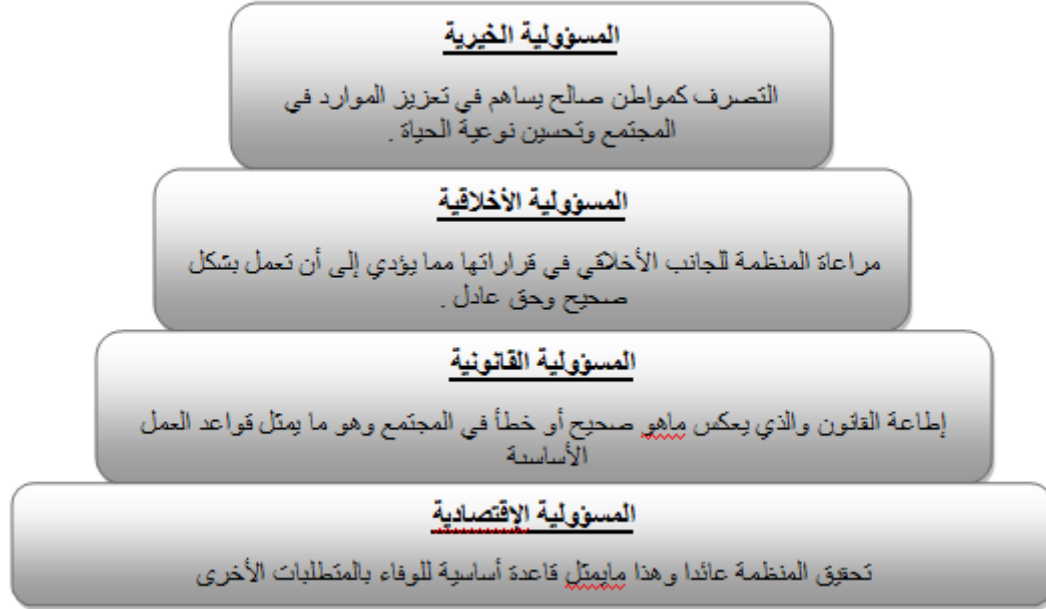 المسؤولية الخيرية
التصرف كمواطن صالح يساهم في تعزيز الموارد في
المجتمع وتحسين نوعية الحياة .
المسؤولية الأخلاقية
مراعاة المنظمة للجانب الأخلاقي في قراراتها مما يؤدي إلى أن تعمل بشكل
صحيح وحق عادل .
المسؤولية القانونية
إطاعة القانون والذي يعكس ماهو صحيح أو خطأ في المجتمع وهو ما يمثل قواعد العمل
الأساسية
المسؤولية الإقتصادية
تحقيق المنظمة عائدا وهذا مايمثل قاعدة أساسية للوفاء بالمتطلبات الأخرى